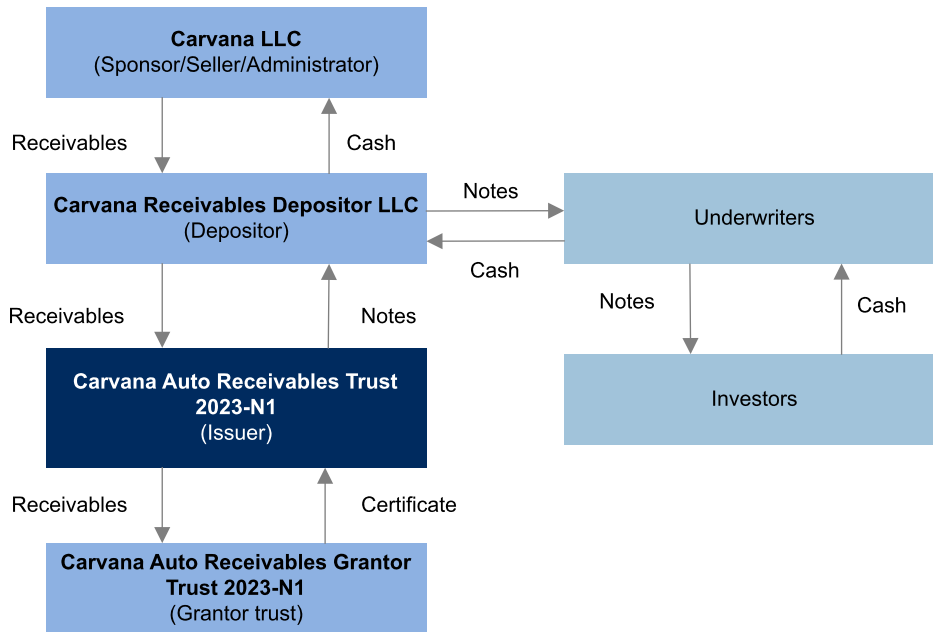 Carvana LLC
(Sponsor/Seller/Administrator)
Receivables
Cash
Carvana Receivables Depositor LLC
(Depositor)
Notes
Cash
Underwriters
Receivables
Notes
Notes
Cash
Carvana Auto Receivables Trust
2023-N1
(Issuer)
Investors
Receivables
Certificate
Carvana Auto Receivables Grantor
Trust 2023-N1
(Grantor trust)